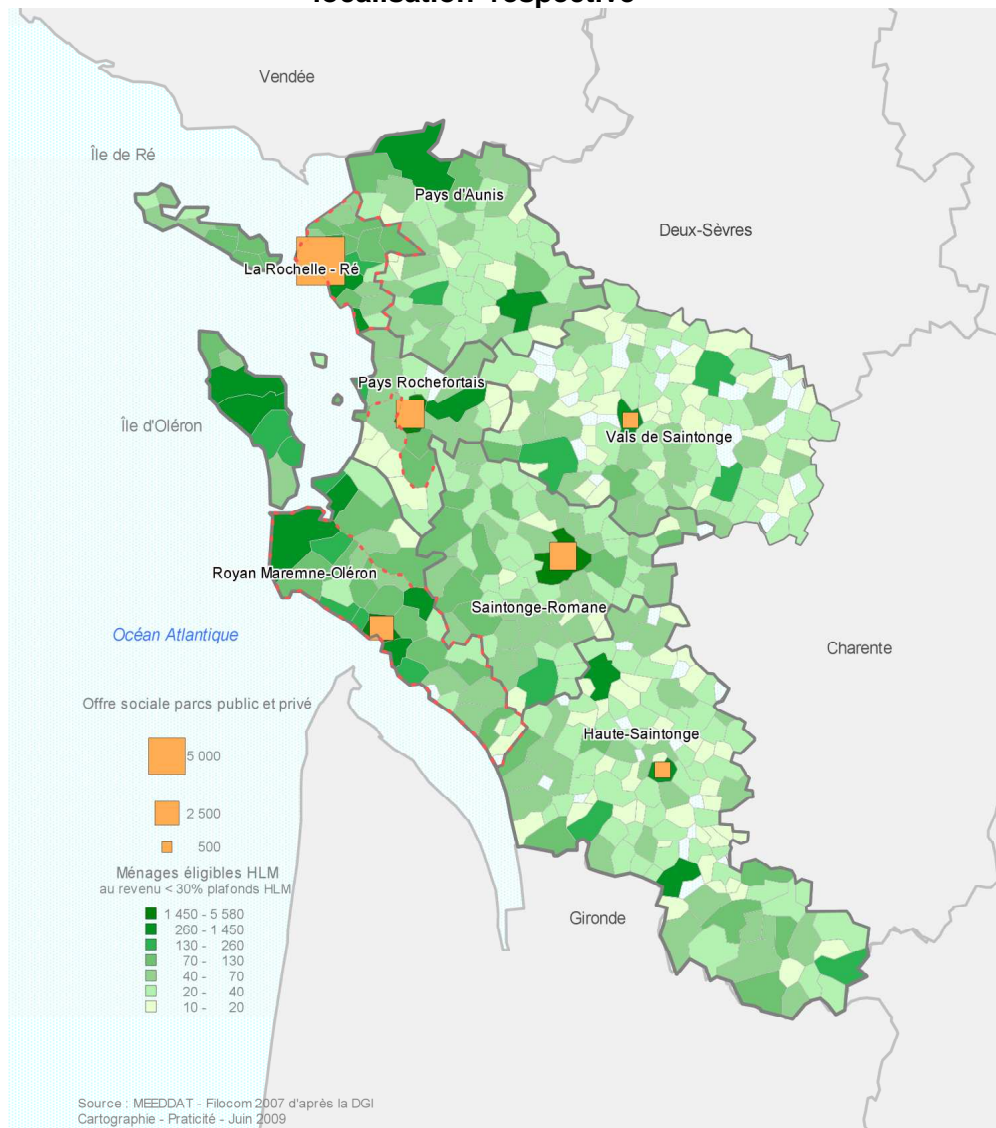 localisation respective
Vendée
Île de Ré
Pays d'Aunis
Deux-Sèvres
La Rochelle - Ré
Pays Rochefortais
Île d'Oléron
Vals de Saintonge
Royan Maremne-Oléron
Saintonge-Romane
Océan Atlantique
Charente
Offre sociale parcs public et privé
Haute-Saintonge
5 000
2 500
500
Ménages éligibles HLM
au revenu < 30% plafonds HLM
Gironde
1 450 - 5 580
260 - 1 450
130 - 260
70 - 130
40 - 70
20 - 40
10 - 20
Source : MEEDDAT - Filocom 2007 d'après la DGI
Cartographie - Praticité - Juin 2009